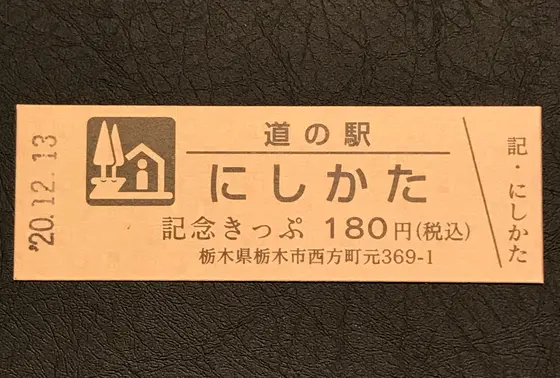 '20.12.13
道の駅
にしかた
記念きっぷ 180円(税込)
栃木県栃木市西方町元369-1
記・にしかた